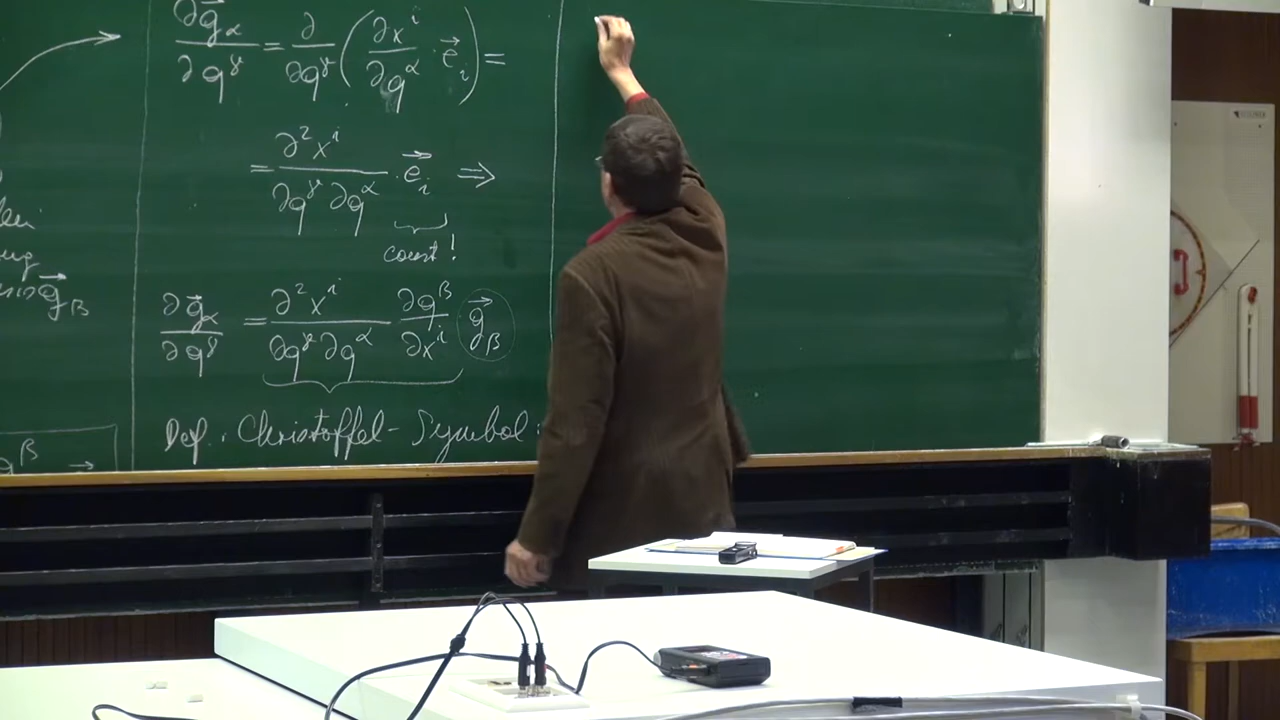 ∂g⃗_α/∂q^γ = ∂/∂q^γ (∂x^i/∂q^α · e⃗_i) =
= ∂²x^i/∂q^γ∂q^α · e⃗_i ⇒
const!
∂g⃗_α/∂q^γ = ∂²x^i/∂q^γ∂q^α ∂q^β/∂x^i g⃗_β
Def.: Christoffel-Symbol:
g⃗_β